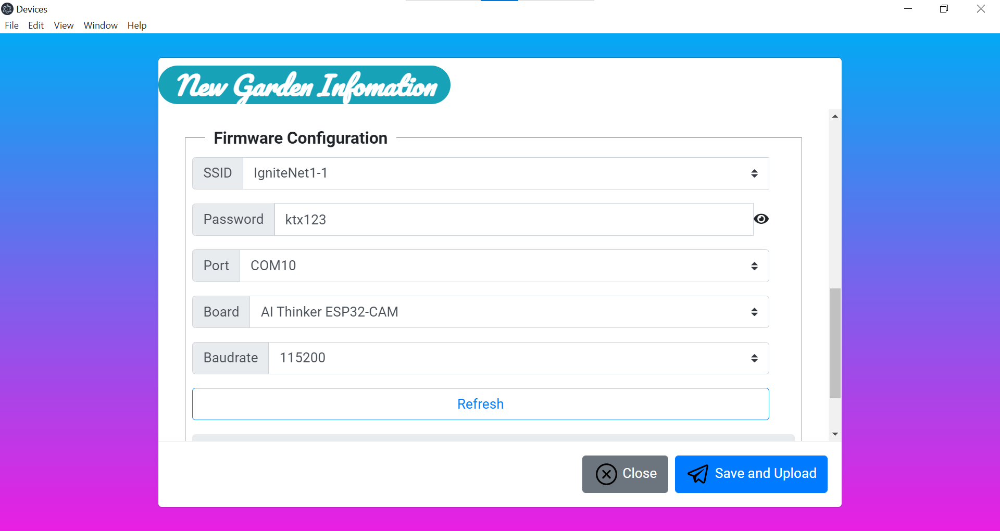 Devices
File Edit View Window Help
New Garden Infomation
Firmware Configuration
SSID IgniteNet1-1
Password ktx123
Port COM10
Board AI Thinker ESP32-CAM
Baudrate 115200
Refresh
Close Save and Upload